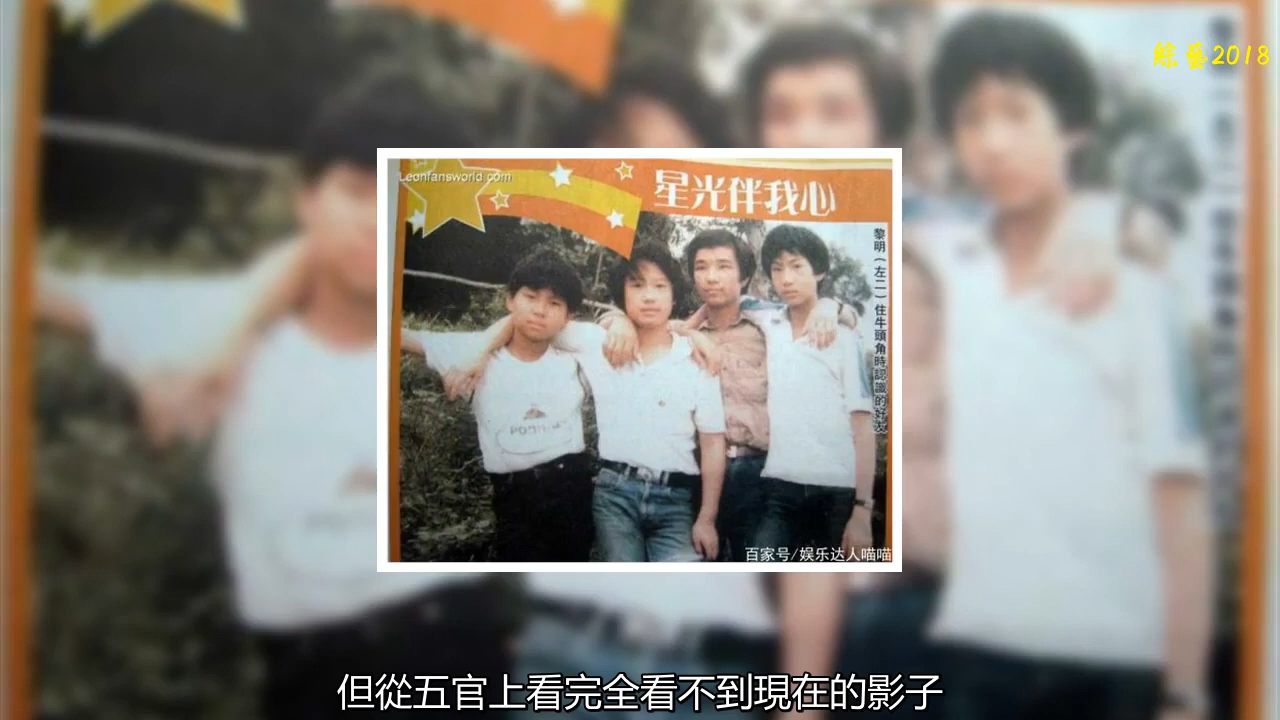 綜藝2018
Leonfansworld.com
星光伴我心
黎明(左二)住牛頭角時認識的好友
百家号/娱乐达人喵喵
但從五官上看完全看不到現在的影子